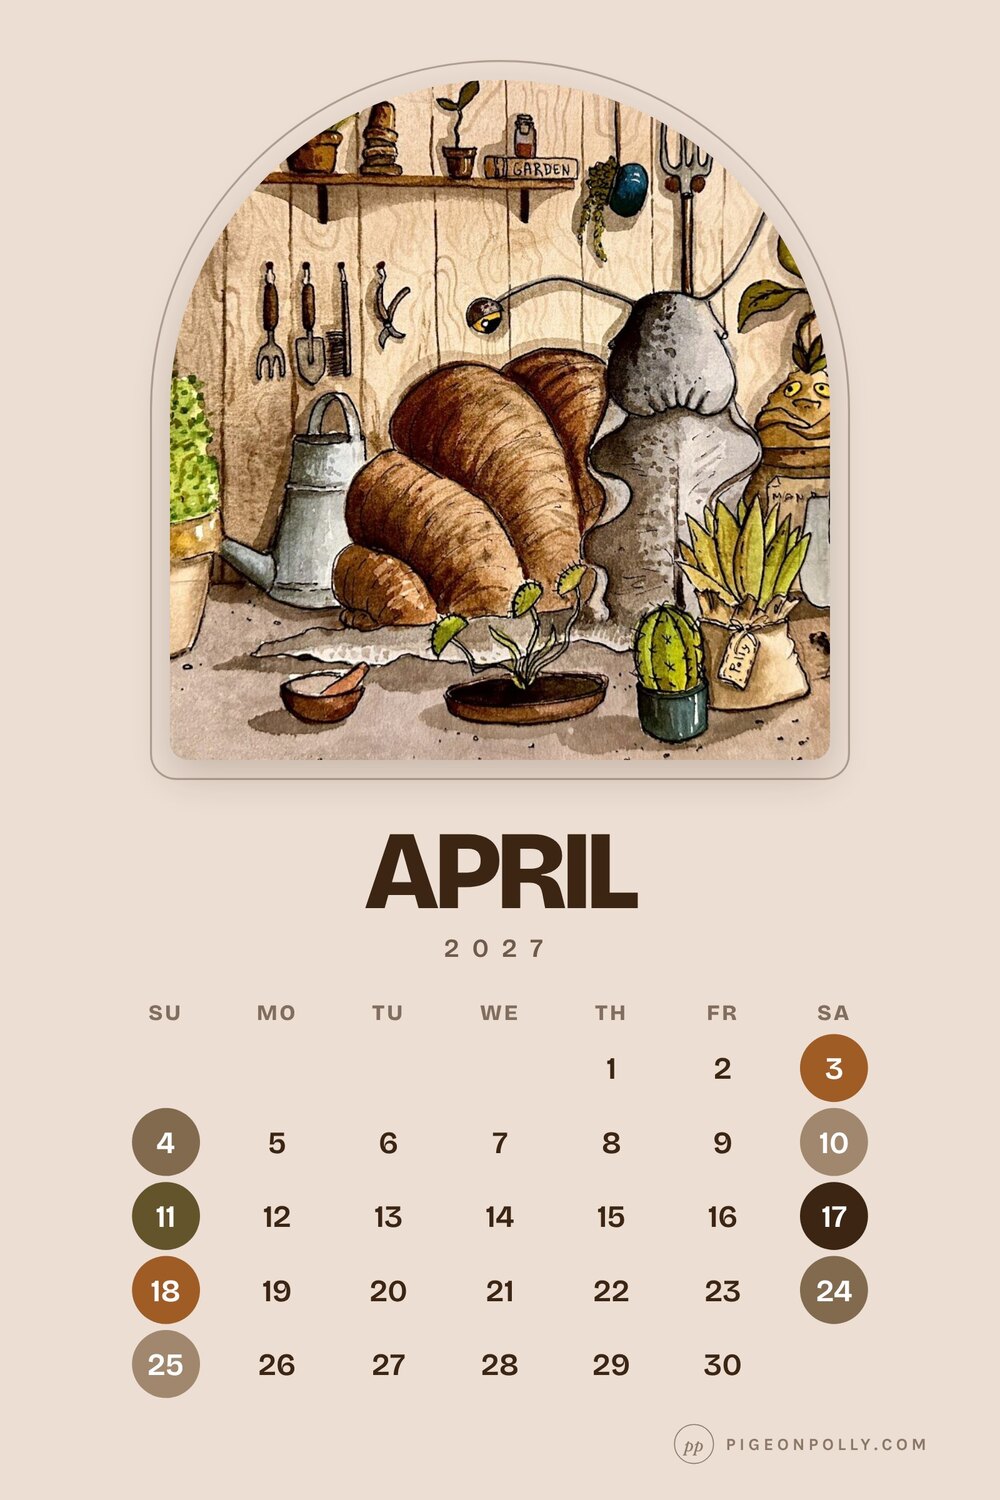 GARDEN
MAND
Polly
APRIL
2027
SU MO TU WE TH FR SA
1 2 3
4 5 6 7 8 9 10
11 12 13 14 15 16 17
18 19 20 21 22 23 24
25 26 27 28 29 30
pp PIGEONPOLLY.COM